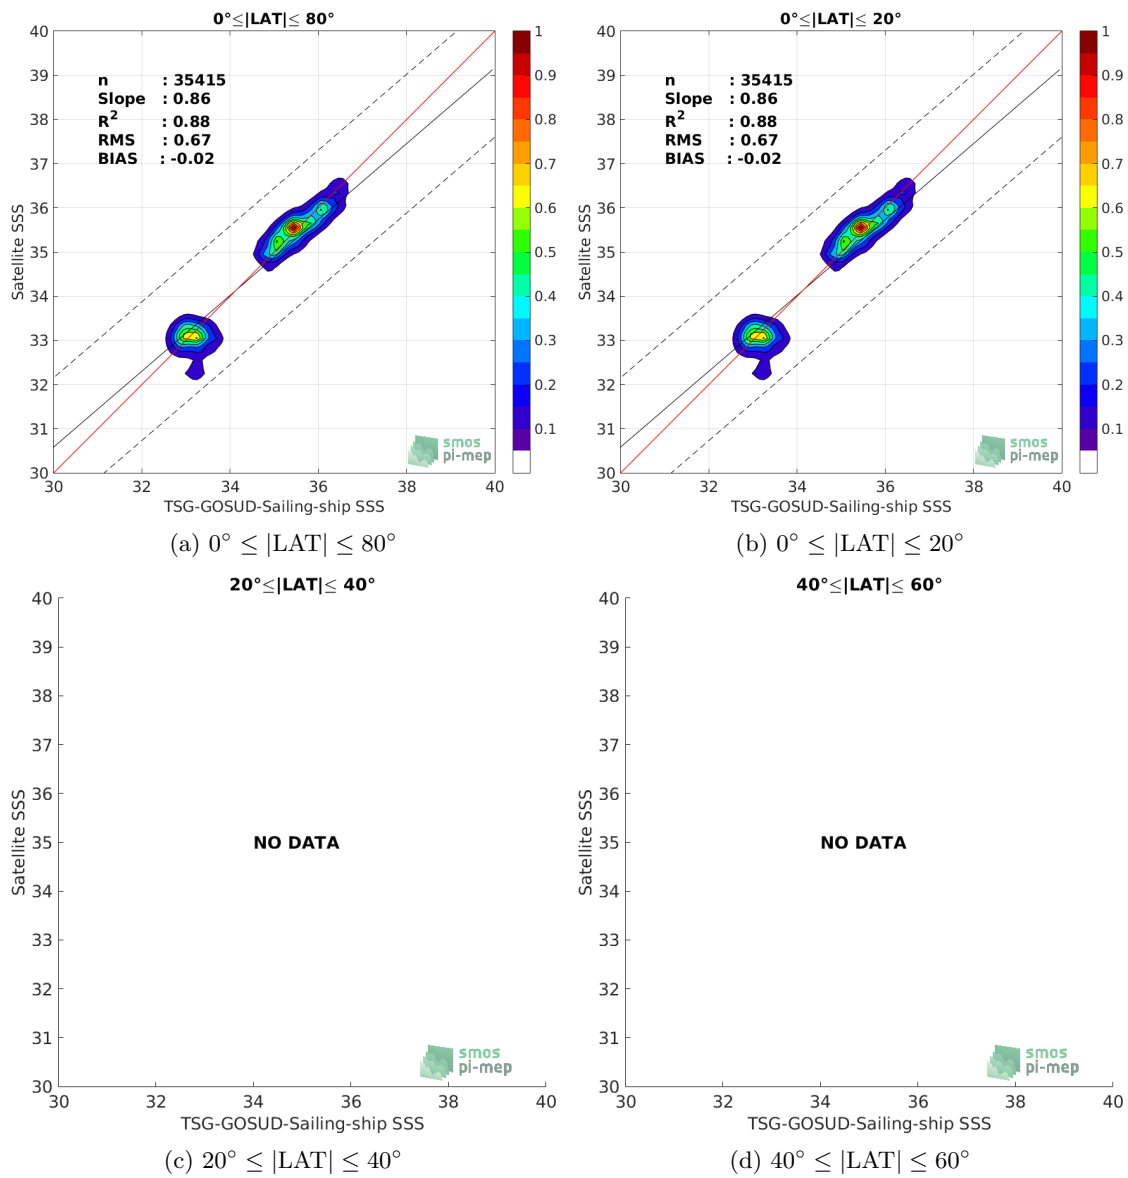 0°≤|LAT|≤ 80°
40
39
38
37
36
35
34
33
32
31
30
Satellite SSS
n : 35415
Slope : 0.86
R2 : 0.88
RMS : 0.67
BIAS : -0.02
smos
pi-mep
30 32 34 36 38 40
TSG-GOSUD-Sailing-ship SSS
1
0.9
0.8
0.7
0.6
0.5
0.4
0.3
0.2
0.1
(a) 0° ≤ |LAT| ≤ 80°
0°≤|LAT|≤ 20°
40
39
38
37
36
35
34
33
32
31
30
Satellite SSS
n : 35415
Slope : 0.86
R2 : 0.88
RMS : 0.67
BIAS : -0.02
smos
pi-mep
30 32 34 36 38 40
TSG-GOSUD-Sailing-ship SSS
1
0.9
0.8
0.7
0.6
0.5
0.4
0.3
0.2
0.1
(b) 0° ≤ |LAT| ≤ 20°
20°≤|LAT|≤ 40°
40
39
38
37
36
35
34
33
32
31
30
Satellite SSS
NO DATA
smos
pi-mep
30 32 34 36 38 40
TSG-GOSUD-Sailing-ship SSS
(c) 20° ≤ |LAT| ≤ 40°
40°≤|LAT|≤ 60°
40
39
38
37
36
35
34
33
32
31
30
Satellite SSS
NO DATA
smos
pi-mep
30 32 34 36 38 40
TSG-GOSUD-Sailing-ship SSS
(d) 40° ≤ |LAT| ≤ 60°